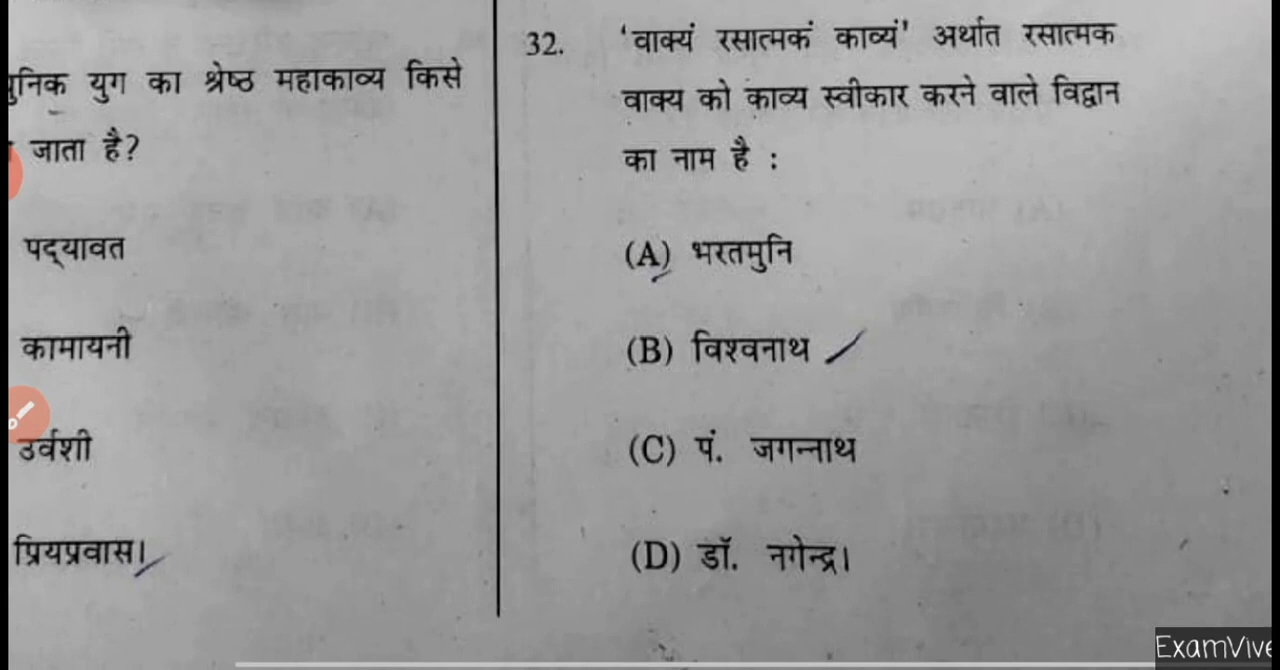 युनिक युग का श्रेष्ठ महाकाव्य किसे
जाता है?
पद्यावत
कामायनी
उर्वशी
प्रियप्रवास।
32. 'वाक्यं रसात्मकं काव्यं' अर्थात रसात्मक
वाक्य को काव्य स्वीकार करने वाले विद्वान
का नाम है :
(A) भरतमुनि
(B) विश्वनाथ
(C) पं. जगन्नाथ
(D) डॉ. नगेन्द्र।
ExamVive